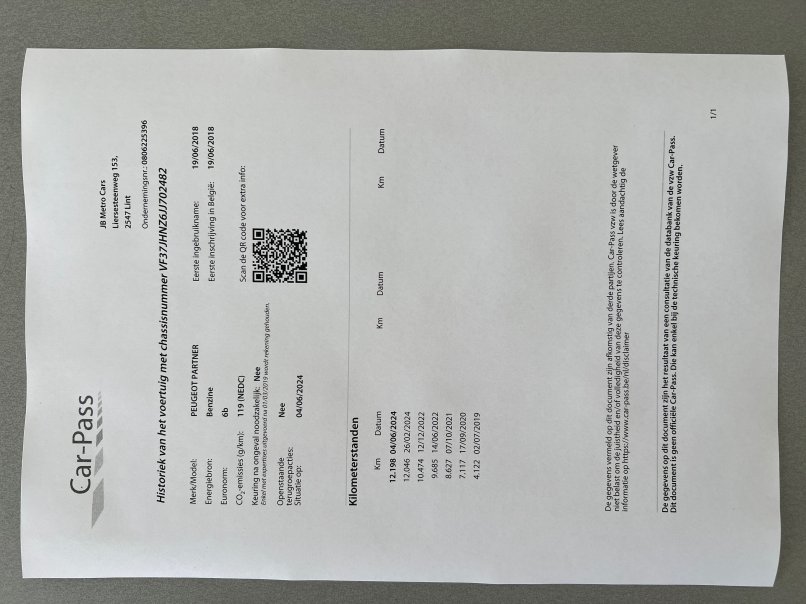 Car-Pass
JB Metro Cars
Liersesteenweg 153,
2547 Lint
Ondernemingsnr.: 0806225396
Historiek van het voertuig met chassisnummer VF37JHNZ6JJ702482
Merk/Model: PEUGEOT PARTNER
Eerste ingebruikname: 19/06/2018
Energiebron: Benzine
Eerste inschrijving in België: 19/06/2018
Euronorm: 6b
CO₂-emissies (g/km): 119 (NEDC)
Scan de QR code voor extra info:
Keuring na ongeval noodzakelijk: Nee
Enkel met expertises uitgevoerd na 01/03/2019 wordt rekening gehouden.
Openstaande
terugroepacties: Nee
Situatie op: 04/06/2024
Kilometerstanden
Km Datum Km Datum Km Datum
12.198 04/06/2024
12.046 26/02/2024
10.474 12/12/2022
9.685 14/06/2022
8.627 07/10/2021
7.117 17/09/2020
4.122 02/07/2019
De gegevens vermeld op dit document zijn afkomstig van derde partijen. Car-Pass vzw is door de wetgever
niet belast om de juistheid en/of volledigheid van deze gegevens te controleren. Lees aandachtig de
informatie op https://www.car-pass.be/nl/disclaimer
De gegevens op dit document zijn het resultaat van een consultatie van de databank van de vzw Car-Pass.
Dit document is geen officiële Car-Pass. Die kan enkel bij de technische keuring bekomen worden.
1/1